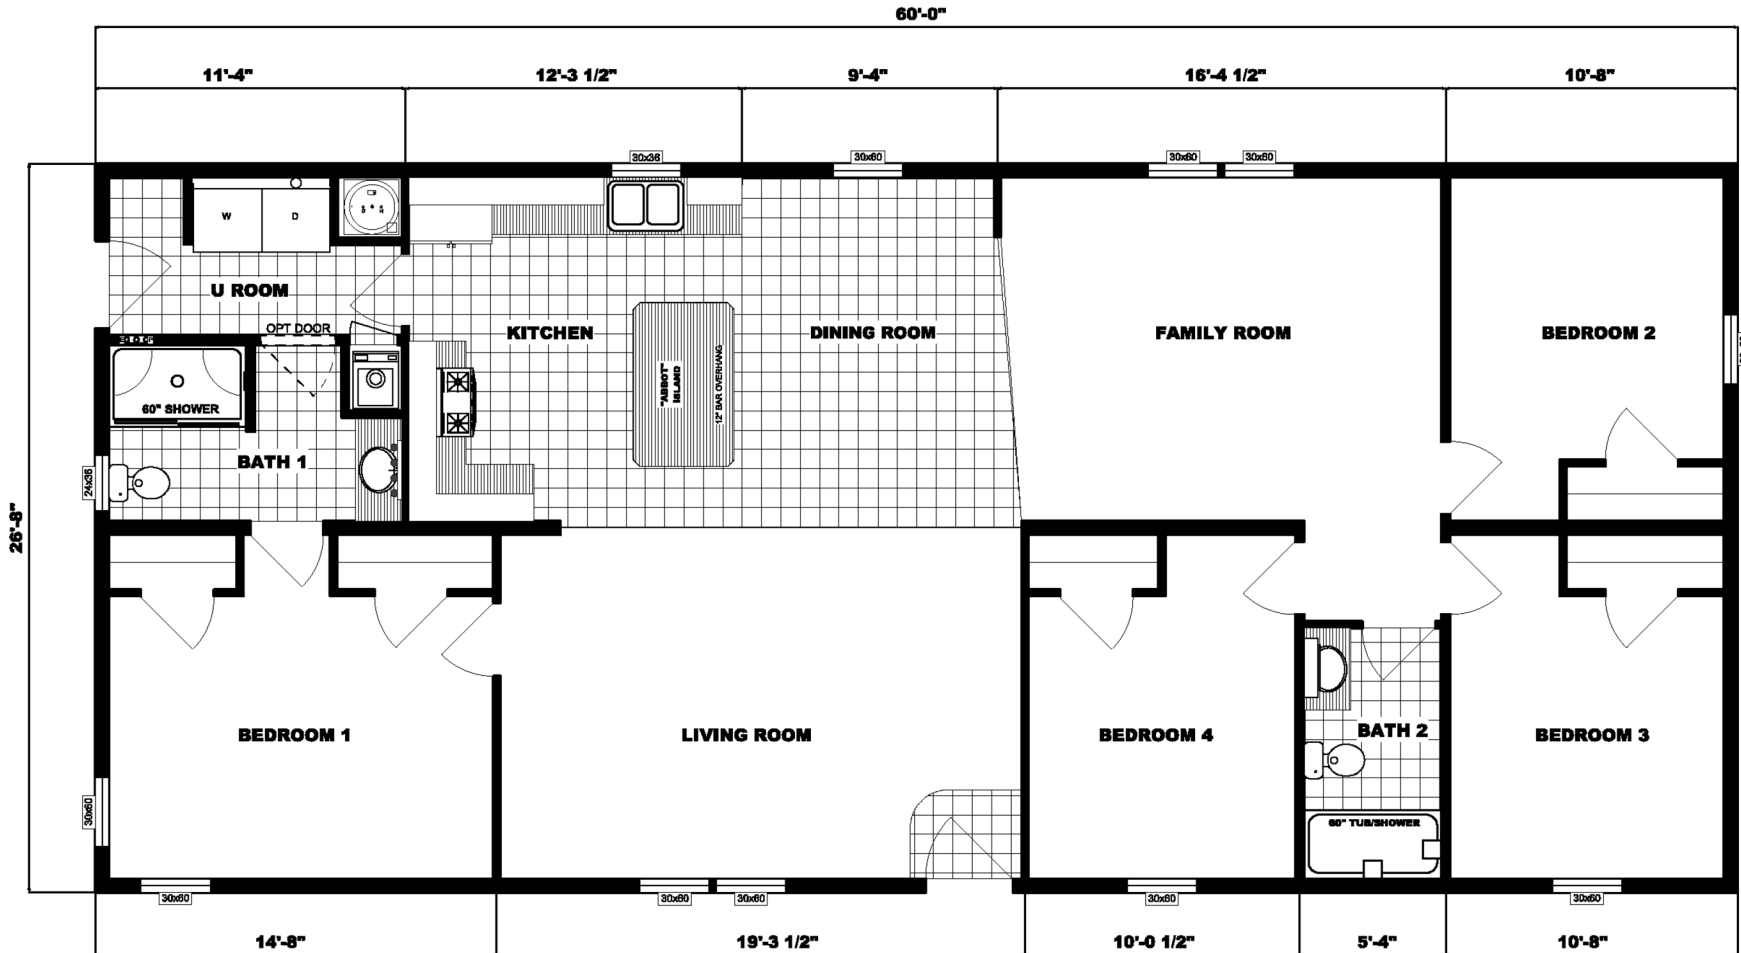 60'-0"
11'-4"
12'-3 1/2"
9'-4"
16'-4 1/2"
10'-8"
30x36
30x60
30x60
30x60
W
D
U ROOM
OPT DOOR
KITCHEN
"ABBOT"
ISLAND
12" BAR OVERHANG
DINING ROOM
FAMILY ROOM
BEDROOM 2
60" SHOWER
BATH 1
24x36
26'-8"
BEDROOM 1
LIVING ROOM
BEDROOM 4
BATH 2
BEDROOM 3
60" TUB/SHOWER
30x60
30x60
30x60
30x60
30x60
30x60
14'-8"
19'-3 1/2"
10'-0 1/2"
5'-4"
10'-8"